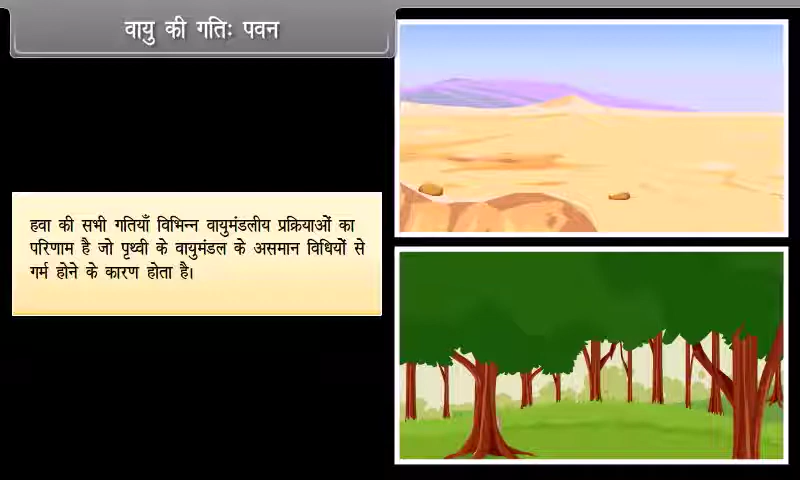 वायु की गतिः पवन
हवा की सभी गतियाँ विभिन्न वायुमंडलीय प्रक्रियाओं का
परिणाम है जो पृथ्वी के वायुमंडल के असमान विधियों से
गर्म होने के कारण होता है।